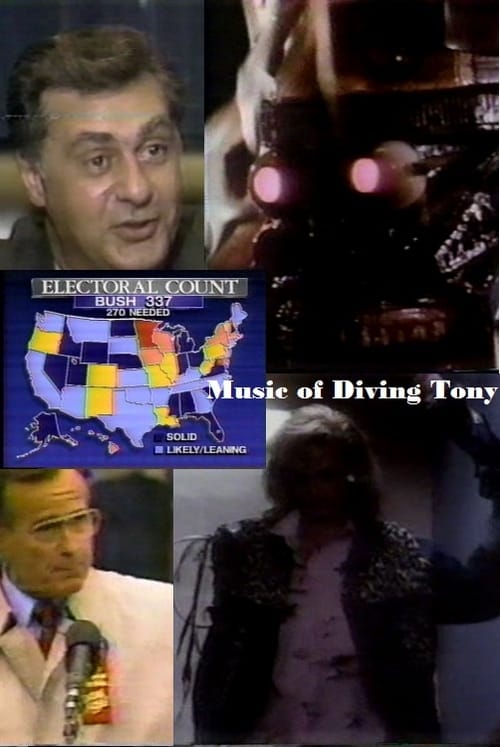 ELECTORAL COUNT
BUSH 337
270 NEEDED
Music of Diving Tony
SOLID
LIKELY/LEANING